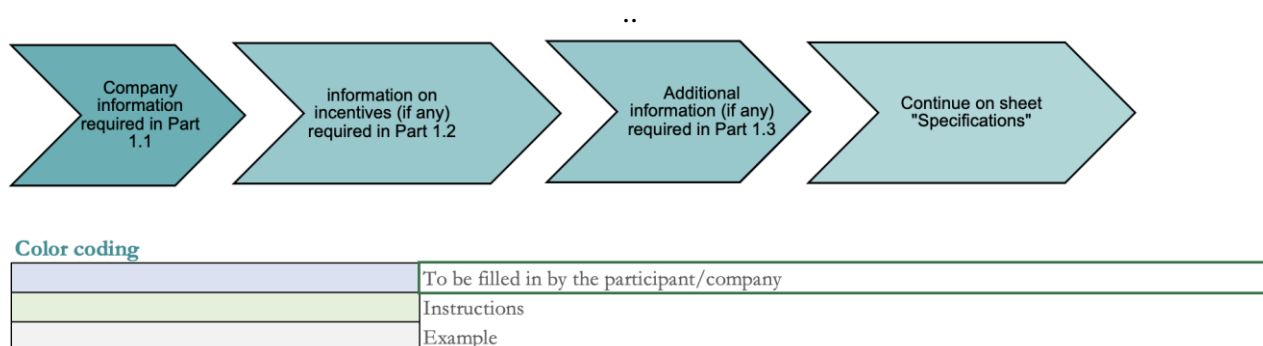 ..
Company
information
required in Part
1.1
information on
incentives (if any)
required in Part 1.2
Additional
information (if any)
required in Part 1.3
Continue on sheet
"Specifications"
Color coding
To be filled in by the participant/company
Instructions
Example